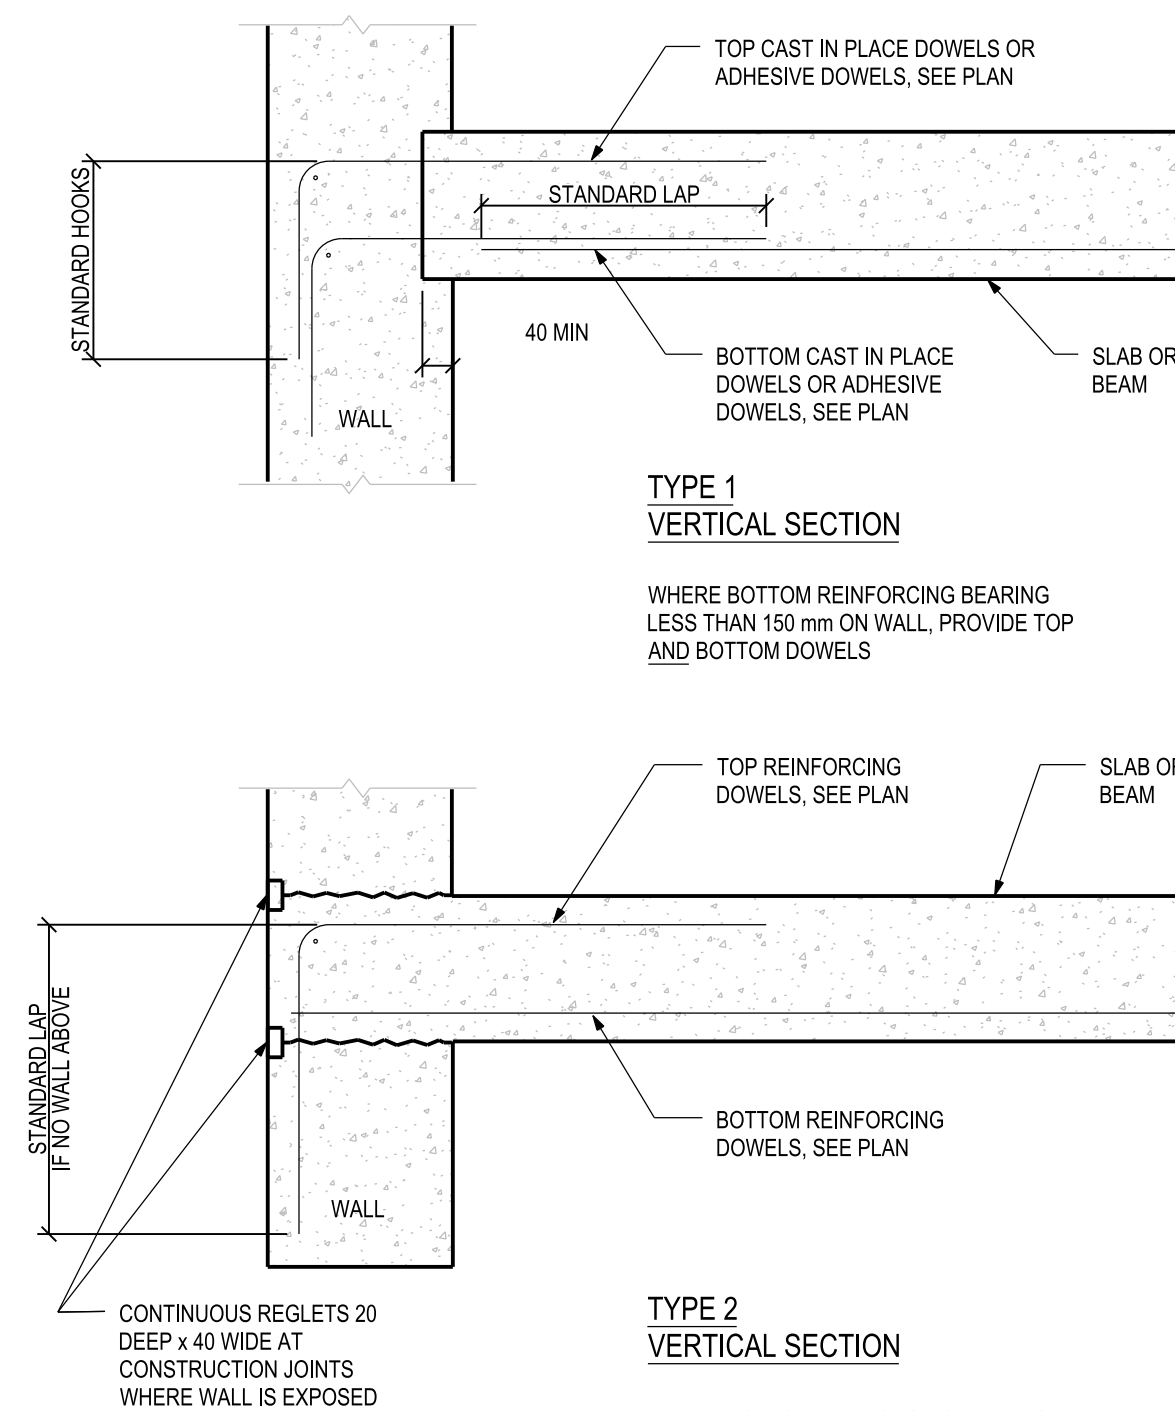 TOP CAST IN PLACE DOWELS OR
ADHESIVE DOWELS, SEE PLAN
STANDARD HOOKS
STANDARD LAP
40 MIN
BOTTOM CAST IN PLACE
DOWELS OR ADHESIVE
DOWELS, SEE PLAN
SLAB OR
BEAM
WALL
TYPE 1
VERTICAL SECTION
WHERE BOTTOM REINFORCING BEARING
LESS THAN 150 mm ON WALL, PROVIDE TOP
AND BOTTOM DOWELS
TOP REINFORCING
DOWELS, SEE PLAN
SLAB OR
BEAM
STANDARD LAP
IF NO WALL ABOVE
BOTTOM REINFORCING
DOWELS, SEE PLAN
WALL
CONTINUOUS REGLETS 20
DEEP x 40 WIDE AT
CONSTRUCTION JOINTS
WHERE WALL IS EXPOSED
TYPE 2
VERTICAL SECTION